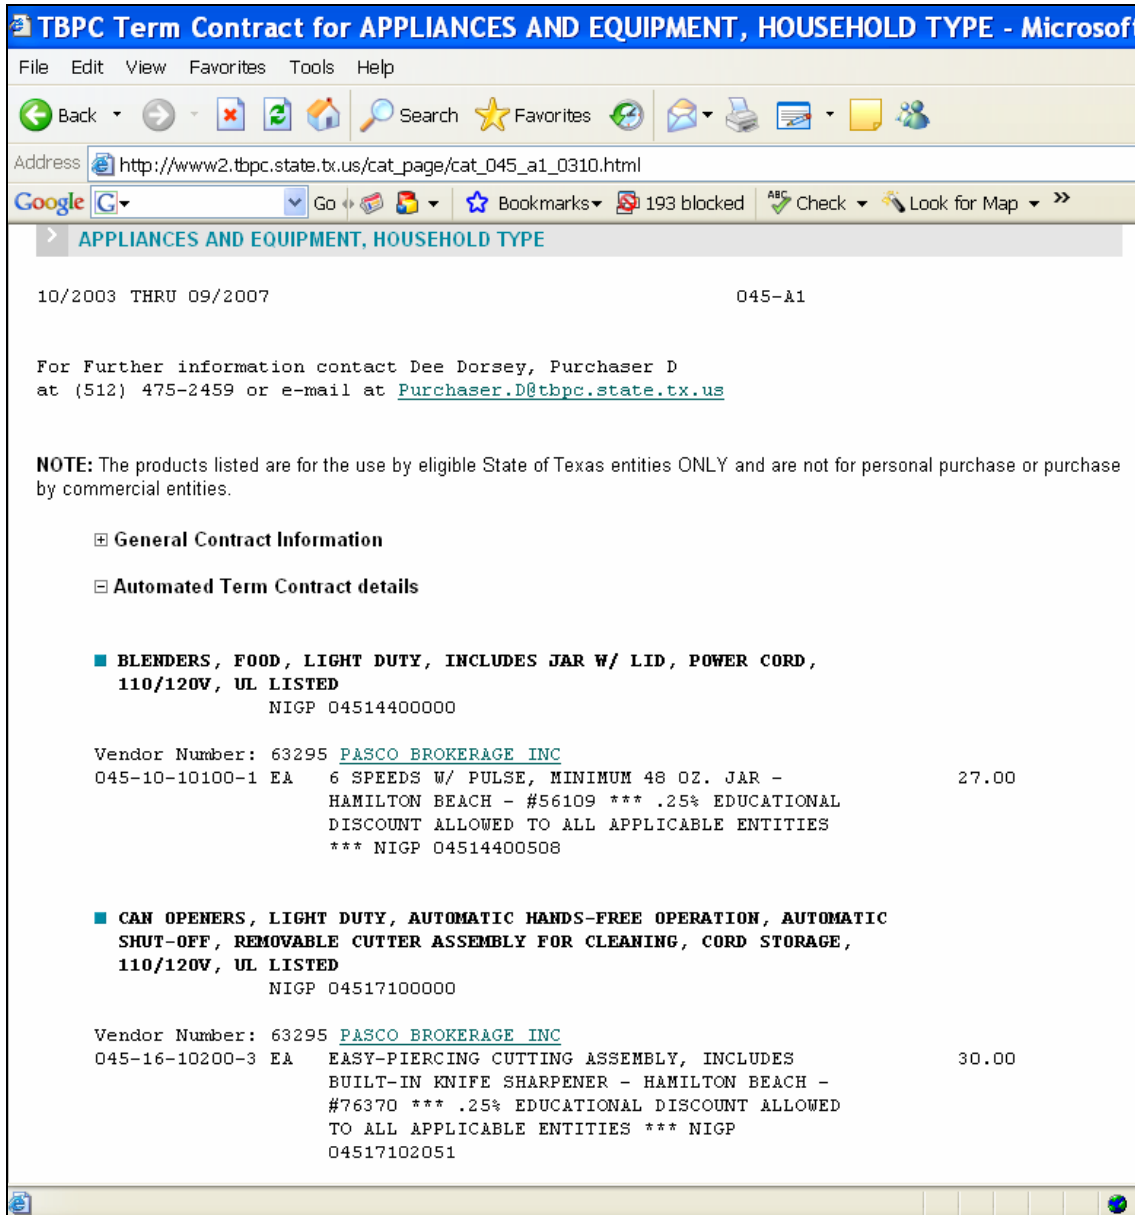 TBPC Term Contract for APPLIANCES AND EQUIPMENT, HOUSEHOLD TYPE - Microsof
File Edit View Favorites Tools Help
Back Search Favorites
Address http://www2.tbpc.state.tx.us/cat_page/cat_045_a1_0310.html
Google G Go Bookmarks 193 blocked ABC Check Look for Map »
> APPLIANCES AND EQUIPMENT, HOUSEHOLD TYPE
10/2003 THRU 09/2007 045-A1
For Further information contact Dee Dorsey, Purchaser D
at (512) 475-2459 or e-mail at Purchaser.D@tbpc.state.tx.us
NOTE: The products listed are for the use by eligible State of Texas entities ONLY and are not for personal purchase or purchase
by commercial entities.
General Contract Information
Automated Term Contract details
BLENDERS, FOOD, LIGHT DUTY, INCLUDES JAR W/ LID, POWER CORD,
110/120V, UL LISTED
NIGP 04514400000
Vendor Number: 63295 PASCO BROKERAGE INC
045-10-10100-1 EA 6 SPEEDS W/ PULSE, MINIMUM 48 OZ. JAR - 27.00
HAMILTON BEACH - #56109 *** .25% EDUCATIONAL
DISCOUNT ALLOWED TO ALL APPLICABLE ENTITIES
*** NIGP 04514400508
CAN OPENERS, LIGHT DUTY, AUTOMATIC HANDS-FREE OPERATION, AUTOMATIC
SHUT-OFF, REMOVABLE CUTTER ASSEMBLY FOR CLEANING, CORD STORAGE,
110/120V, UL LISTED
NIGP 04517100000
Vendor Number: 63295 PASCO BROKERAGE INC
045-16-10200-3 EA EASY-PIERCING CUTTING ASSEMBLY, INCLUDES 30.00
BUILT-IN KNIFE SHARPENER - HAMILTON BEACH -
#76370 *** .25% EDUCATIONAL DISCOUNT ALLOWED
TO ALL APPLICABLE ENTITIES *** NIGP
04517102051